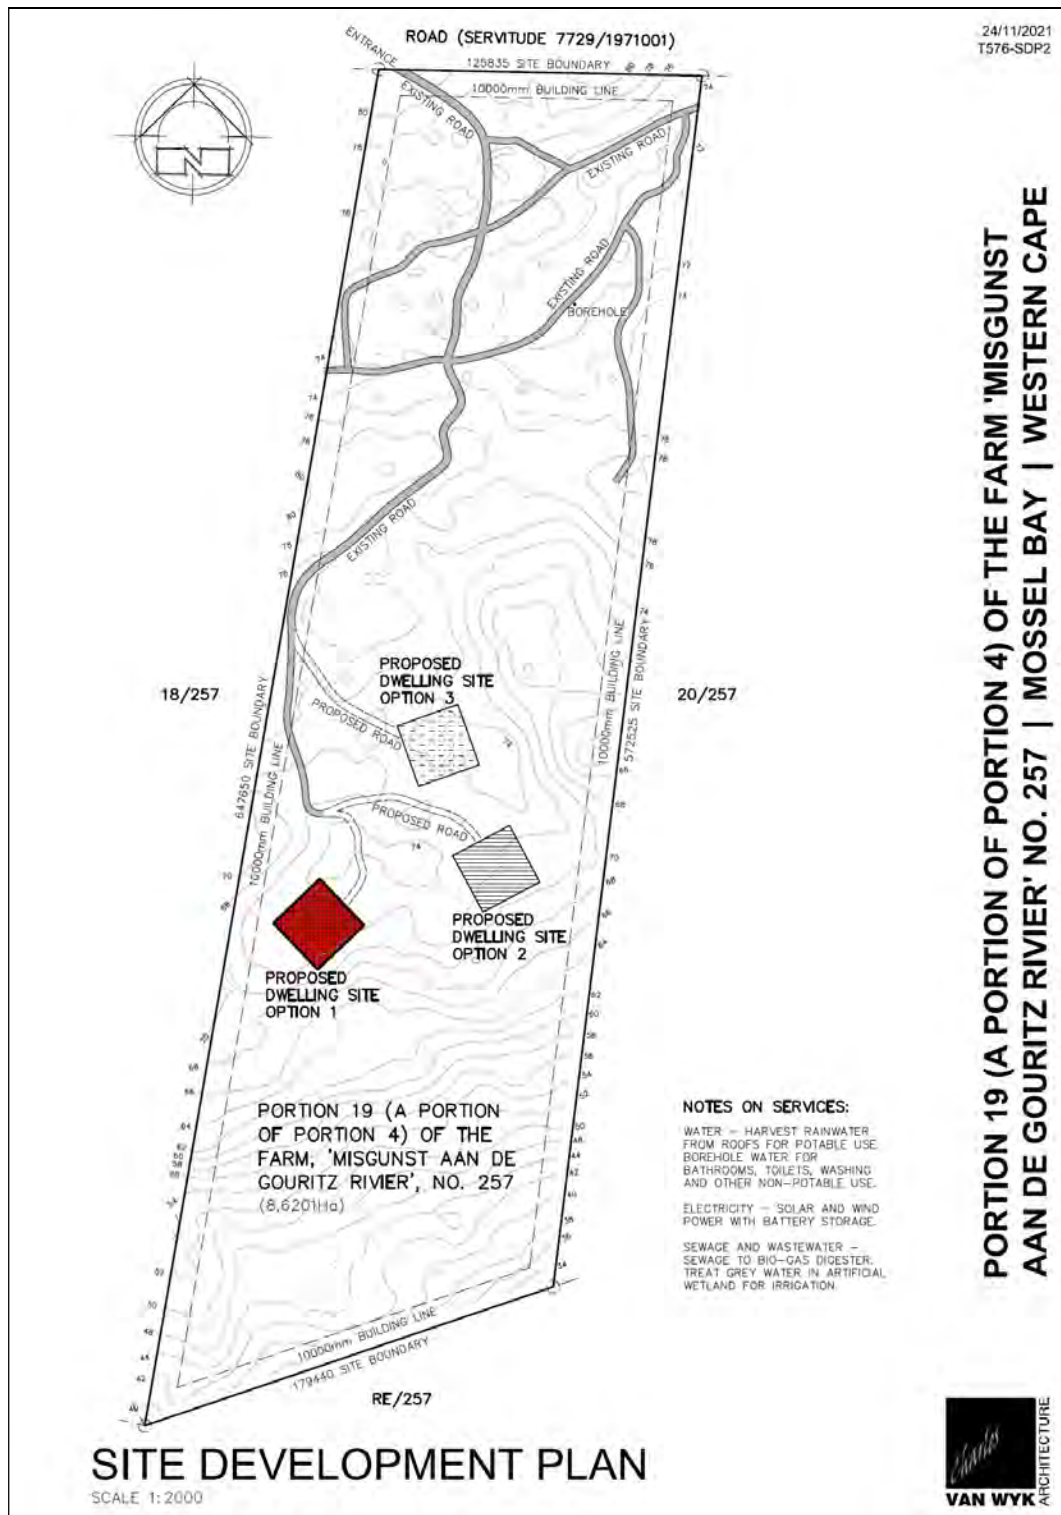 24/11/2021
T576-SDP2
ROAD (SERVITUDE 7729/1971001)
ENTRANCE
125835 SITE BOUNDARY
10000mm BUILDING LINE
EXISTING ROAD
EXISTING ROAD
EXISTING ROAD
BOREHOLE
EXISTING ROAD
N
18/257
20/257
647650 SITE BOUNDARY
10000mm BUILDING LINE
10000mm BUILDING LINE
572525 SITE BOUNDARY
PROPOSED
DWELLING SITE
OPTION 3
PROPOSED ROAD
PROPOSED ROAD
PROPOSED
DWELLING SITE
OPTION 2
PROPOSED
DWELLING SITE
OPTION 1
PORTION 19 (A PORTION
OF PORTION 4) OF THE
FARM, 'MISGUNST AAN DE
GOURITZ RIVIER', NO. 257
(8,6201Ha)
10000mm BUILDING LINE
179440 SITE BOUNDARY
RE/257
NOTES ON SERVICES:
WATER – HARVEST RAINWATER
FROM ROOFS FOR POTABLE USE.
BOREHOLE WATER FOR
BATHROOMS, TOILETS, WASHING
AND OTHER NON–POTABLE USE.
ELECTRICITY – SOLAR AND WIND
POWER WITH BATTERY STORAGE.
SEWAGE AND WASTEWATER –
SEWAGE TO BIO–GAS DIGESTER.
TREAT GREY WATER IN ARTIFICIAL
WETLAND FOR IRRIGATION.
PORTION 19 (A PORTION OF PORTION 4) OF THE FARM 'MISGUNST
AAN DE GOURITZ RIVIER' NO. 257 | MOSSEL BAY | WESTERN CAPE
SITE DEVELOPMENT PLAN
SCALE 1:2000
Charles
VAN WYK
ARCHITECTURE